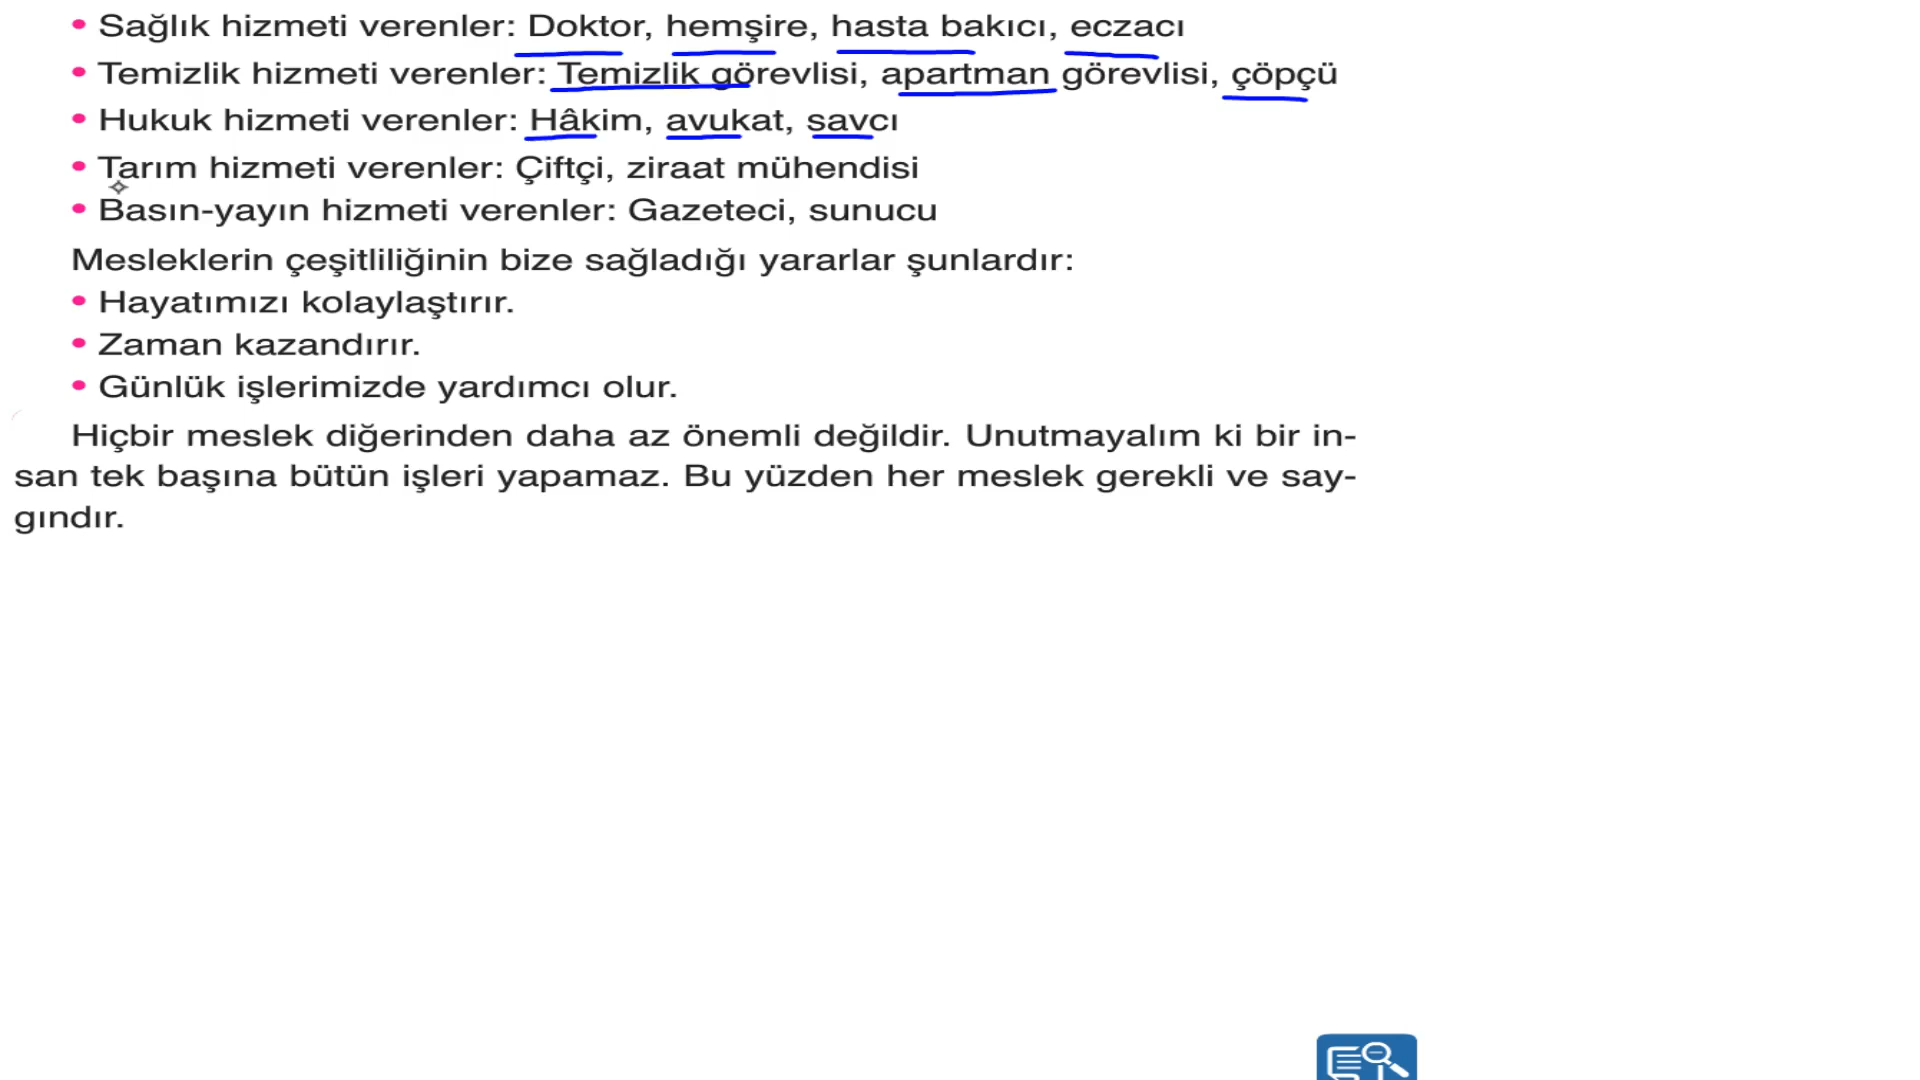 • Sağlık hizmeti verenler: Doktor, hemşire, hasta bakıcı, eczacı
• Temizlik hizmeti verenler: Temizlik görevlisi, apartman görevlisi, çöpçü
• Hukuk hizmeti verenler: Hâkim, avukat, savcı
• Tarım hizmeti verenler: Çiftçi, ziraat mühendisi
• Basın-yayın hizmeti verenler: Gazeteci, sunucu
Mesleklerin çeşitliliğinin bize sağladığı yararlar şunlardır:
• Hayatımızı kolaylaştırır.
• Zaman kazandırır.
• Günlük işlerimizde yardımcı olur.
Hiçbir meslek diğerinden daha az önemli değildir. Unutmayalım ki bir in-
san tek başına bütün işleri yapamaz. Bu yüzden her meslek gerekli ve say-
gındır.